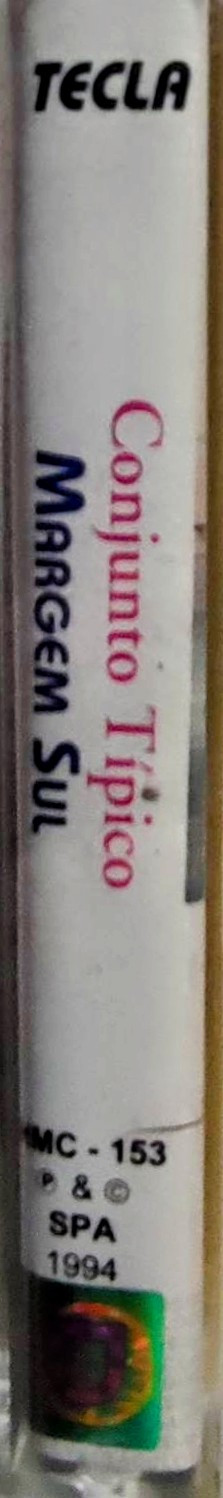 TECLA
Conjunto Típico
MARGEM SUL
MC - 153
℗ & ©
SPA
1994